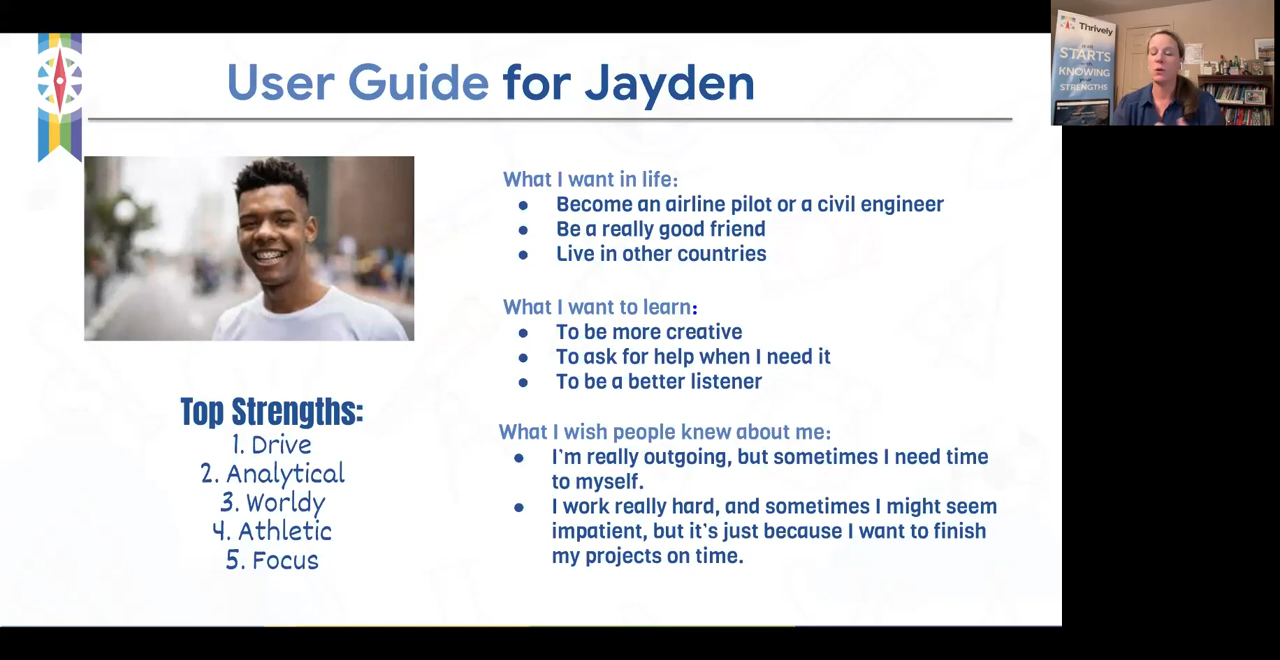 User Guide for Jayden
What I want in life:
● Become an airline pilot or a civil engineer
● Be a really good friend
● Live in other countries
What I want to learn:
● To be more creative
● To ask for help when I need it
● To be a better listener
What I wish people knew about me:
● I'm really outgoing, but sometimes I need time
to myself.
● I work really hard, and sometimes I might seem
impatient, but it's just because I want to finish
my projects on time.
Top Strengths:
1. Drive
2. Analytical
3. Worldy
4. Athletic
5. Focus
Thrively
STARTS
KNOWING
STRENGTHS